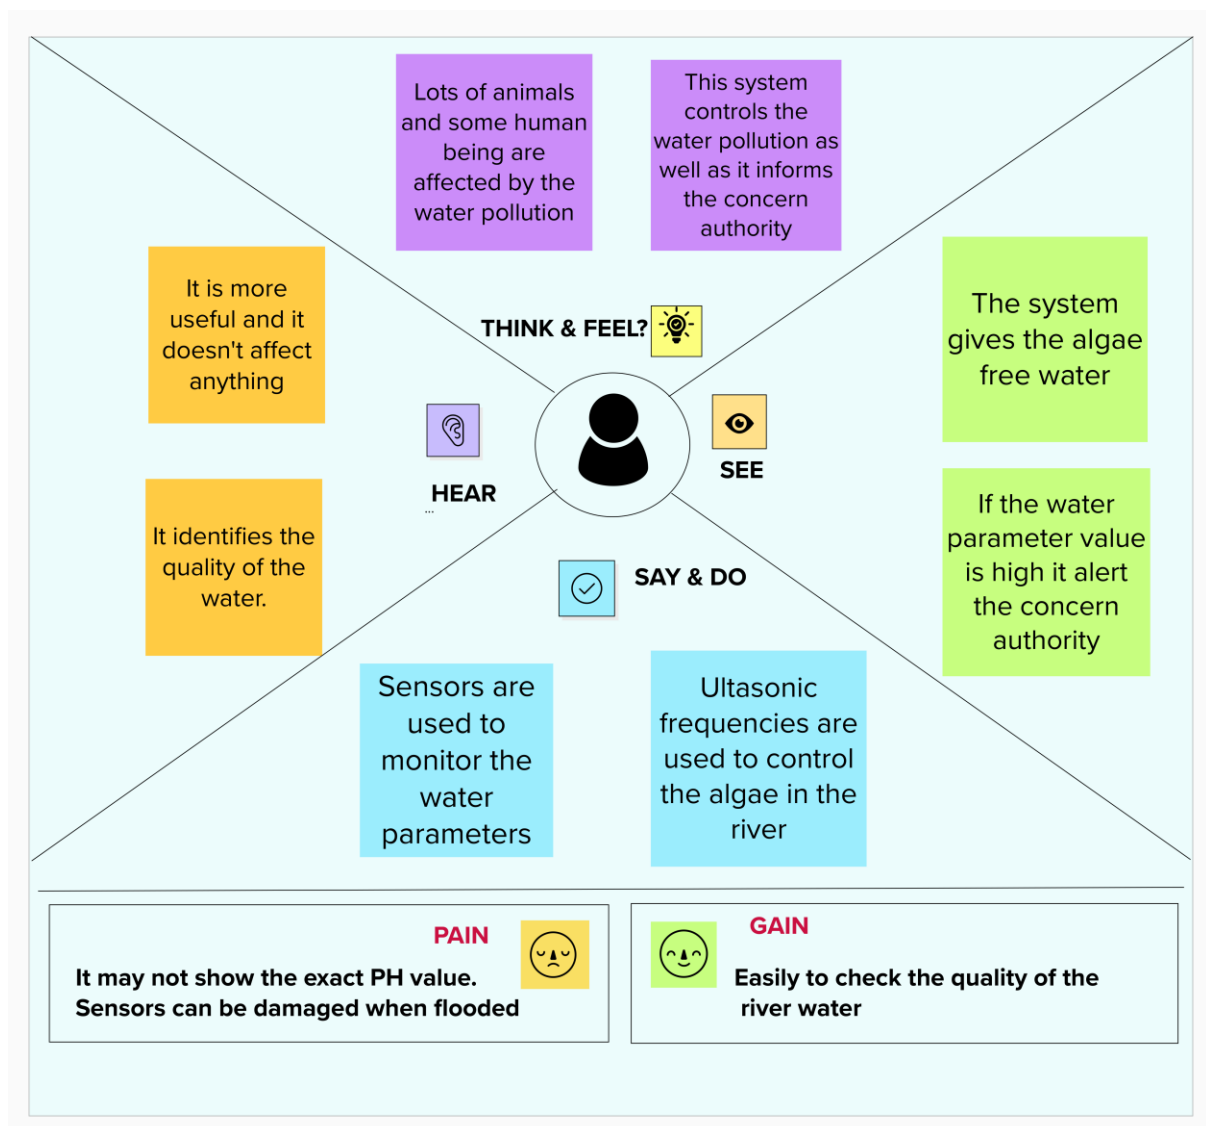 Lots of animals
and some human
being are
affected by the
water pollution
This system
controls the
water pollution as
well as it informs
the concern
authority
It is more
useful and it
doesn't affect
anything
The system
gives the algae
free water
THINK & FEEL?
HEAR
...
SEE
It identifies the
quality of the
water.
If the water
parameter value
is high it alert
the concern
authority
SAY & DO
Sensors are
used to
monitor the
water
parameters
Ultasonic
frequencies are
used to control
the algae in the
river
PAIN
It may not show the exact PH value.
Sensors can be damaged when flooded
GAIN
Easily to check the quality of the
river water